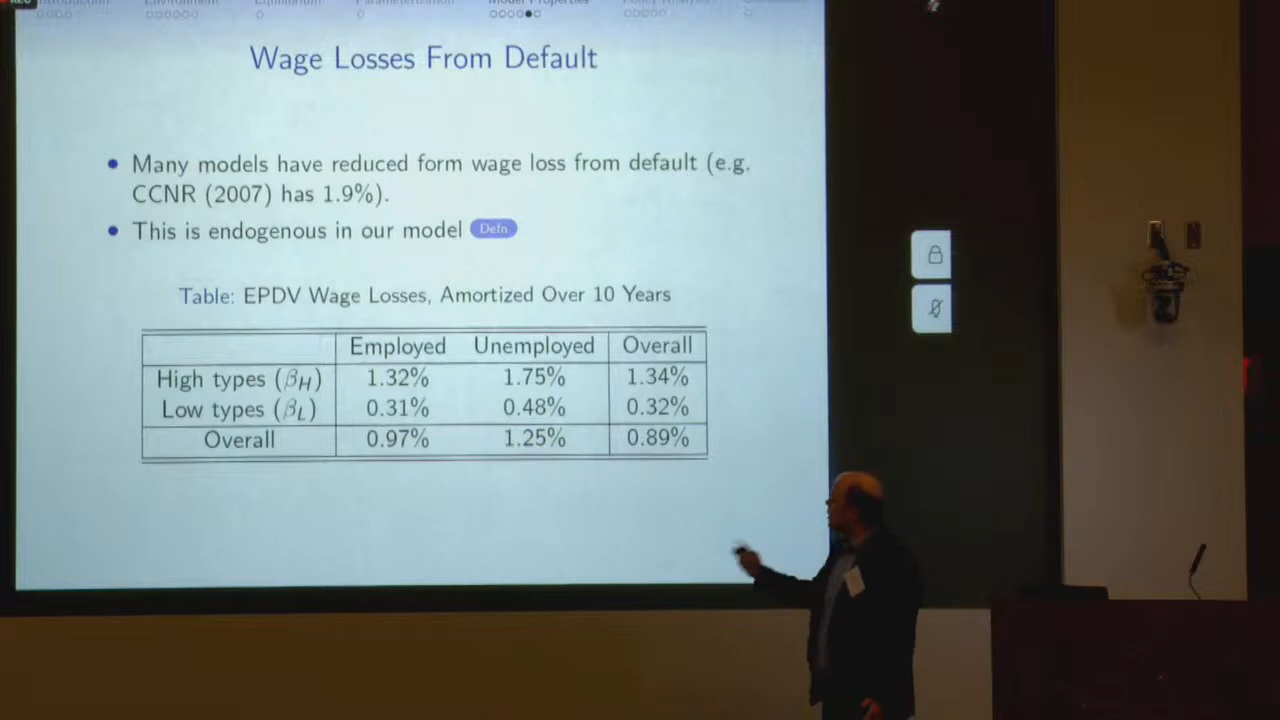 Wage Losses From Default
• Many models have reduced form wage loss from default (e.g.
CCNR (2007) has 1.9%).
• This is endogenous in our model Defn
Table: EPDV Wage Losses, Amortized Over 10 Years
Employed Unemployed Overall
High types (βH) 1.32% 1.75% 1.34%
Low types (βL) 0.31% 0.48% 0.32%
Overall 0.97% 1.25% 0.89%